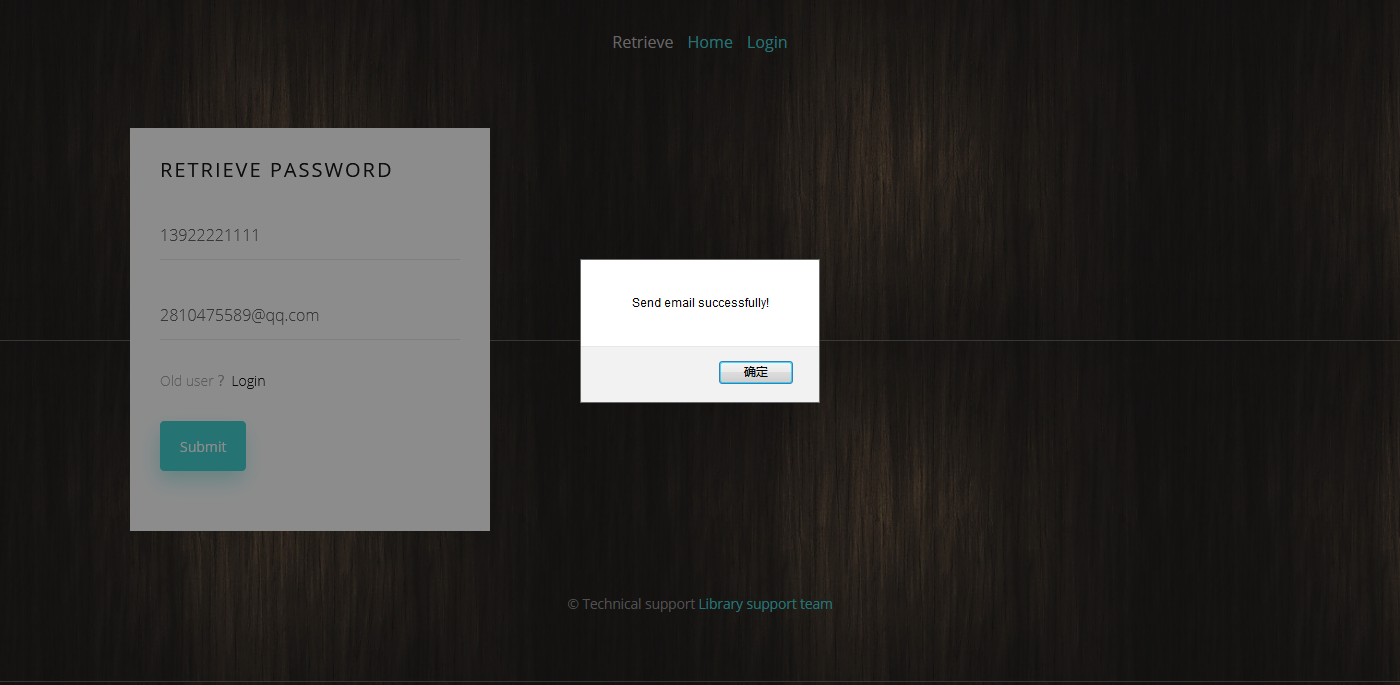 Retrieve Home Login
RETRIEVE PASSWORD
13922221111
2810475589@qq.com
Old user ? Login
Submit
Send email successfully!
确定
© Technical support Library support team